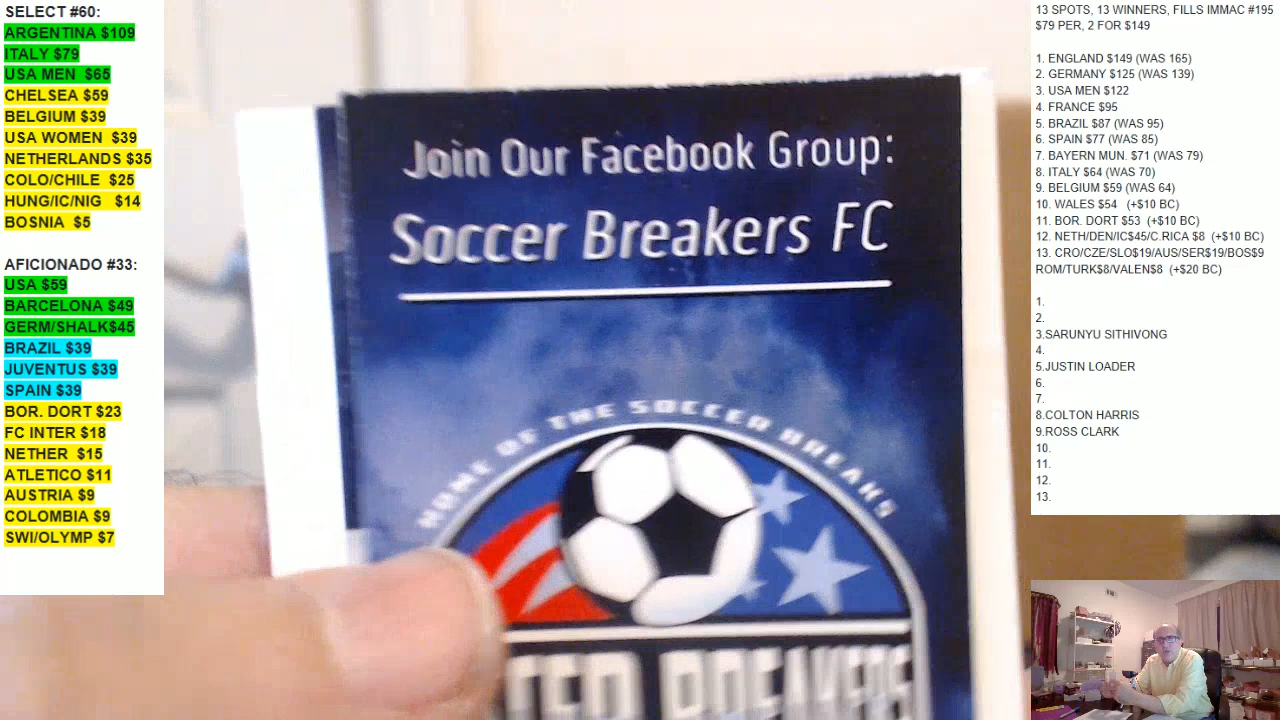 SELECT #60:
ARGENTINA $109
ITALY $79
USA MEN $65
CHELSEA $59
BELGIUM $39
USA WOMEN $39
NETHERLANDS $35
COLO/CHILE $25
HUNG/IC/NIG $14
BOSNIA $5
AFICIONADO #33:
USA $59
BARCELONA $49
GERM/SHALK$45
BRAZIL $39
JUVENTUS $39
SPAIN $39
BOR. DORT $23
FC INTER $18
NETHER $15
ATLETICO $11
AUSTRIA $9
COLOMBIA $9
SWI/OLYMP $7
Join Our Facebook Group:
Soccer Breakers FC
HOME OF THE SOCCER BREAKS
BREAKERS
13 SPOTS, 13 WINNERS, FILLS IMMAC #195
$79 PER, 2 FOR $149
1. ENGLAND $149 (WAS 165)
2. GERMANY $125 (WAS 139)
3. USA MEN $122
4. FRANCE $95
5. BRAZIL $87 (WAS 95)
6. SPAIN $77 (WAS 85)
7. BAYERN MUN. $71 (WAS 79)
8. ITALY $64 (WAS 70)
9. BELGIUM $59 (WAS 64)
10. WALES $54 (+$10 BC)
11. BOR. DORT $53 (+$10 BC)
12. NETH/DEN/IC$45/C.RICA $8 (+$10 BC)
13. CRO/CZE/SLO$19/AUS/SER$19/BOS$9
ROM/TURK$8/VALEN$8 (+$20 BC)
1.
2.
3.SARUNYU SITHIVONG
4.
5.JUSTIN LOADER
6.
7.
8.COLTON HARRIS
9.ROSS CLARK
10.
11.
12.
13.